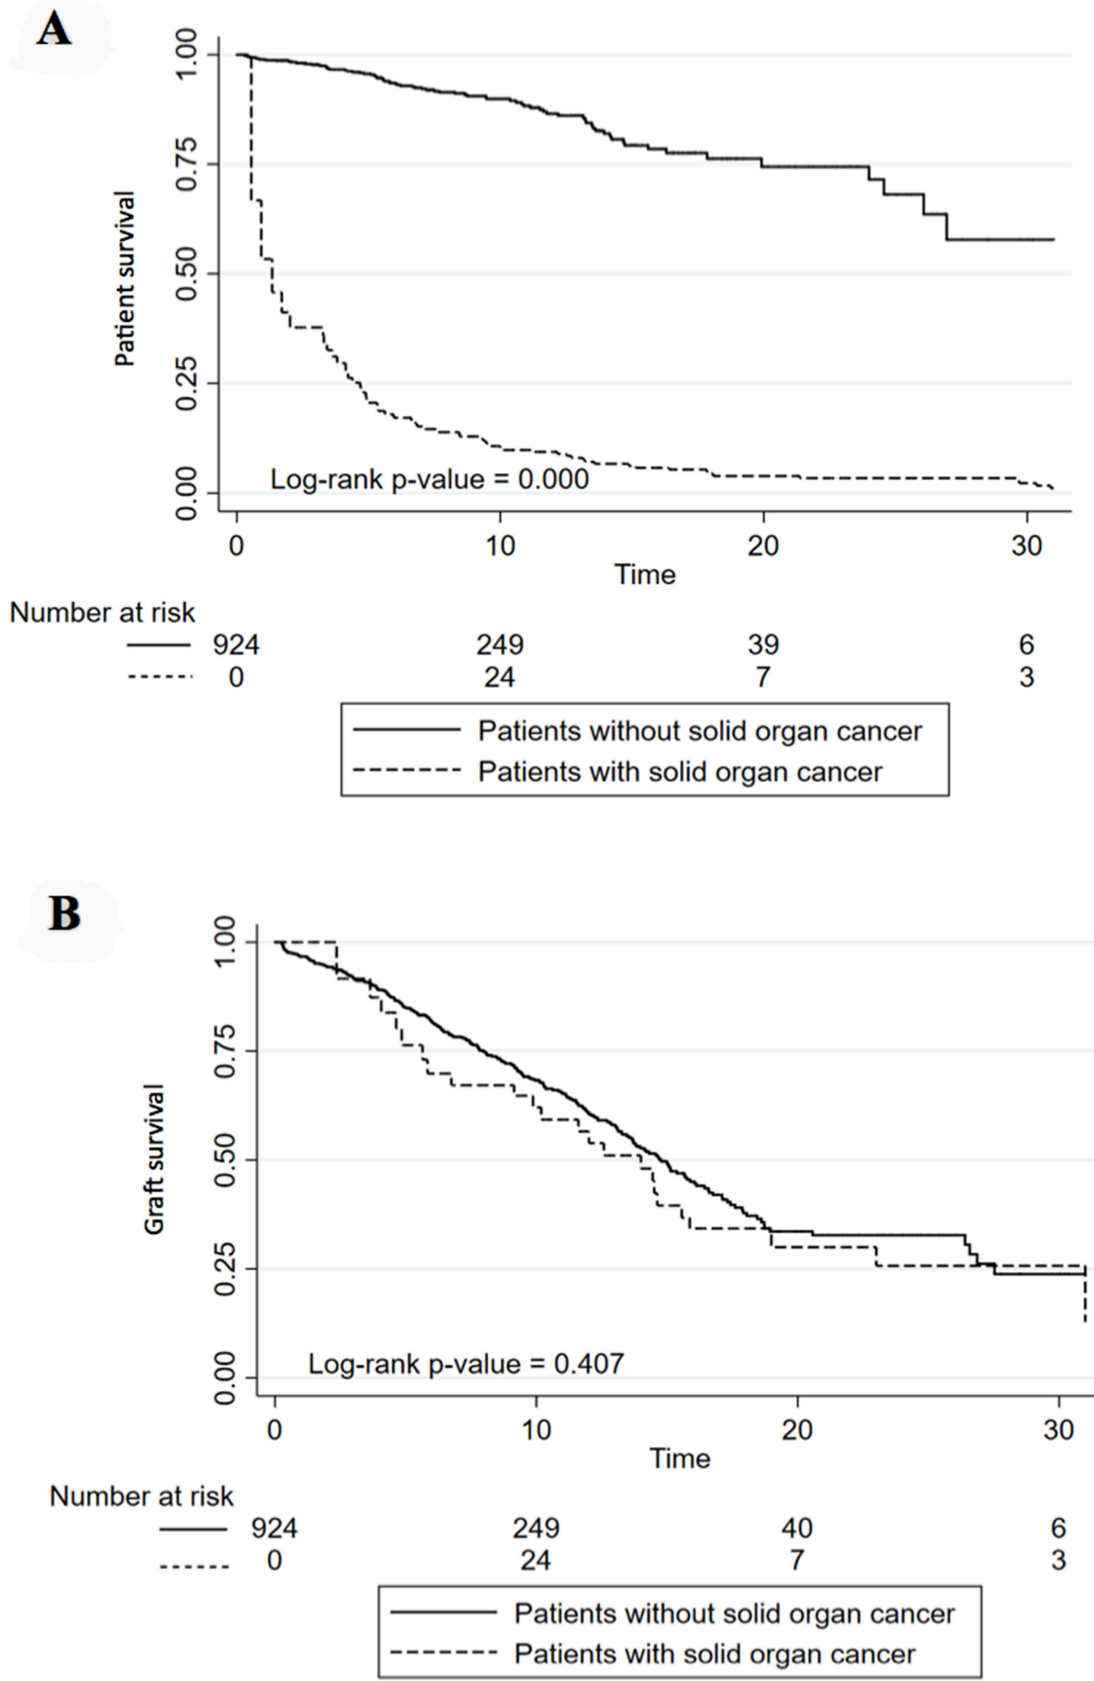 A
1.00
0.75
0.50
0.25
0.00
Patient survival
Log-rank p-value = 0.000
0 10 20 30
Time
Number at risk
924 249 39 6
0 24 7 3
Patients without solid organ cancer
Patients with solid organ cancer
B
1.00
0.75
0.50
0.25
0.00
Graft survival
Log-rank p-value = 0.407
0 10 20 30
Time
Number at risk
924 249 40 6
0 24 7 3
Patients without solid organ cancer
Patients with solid organ cancer